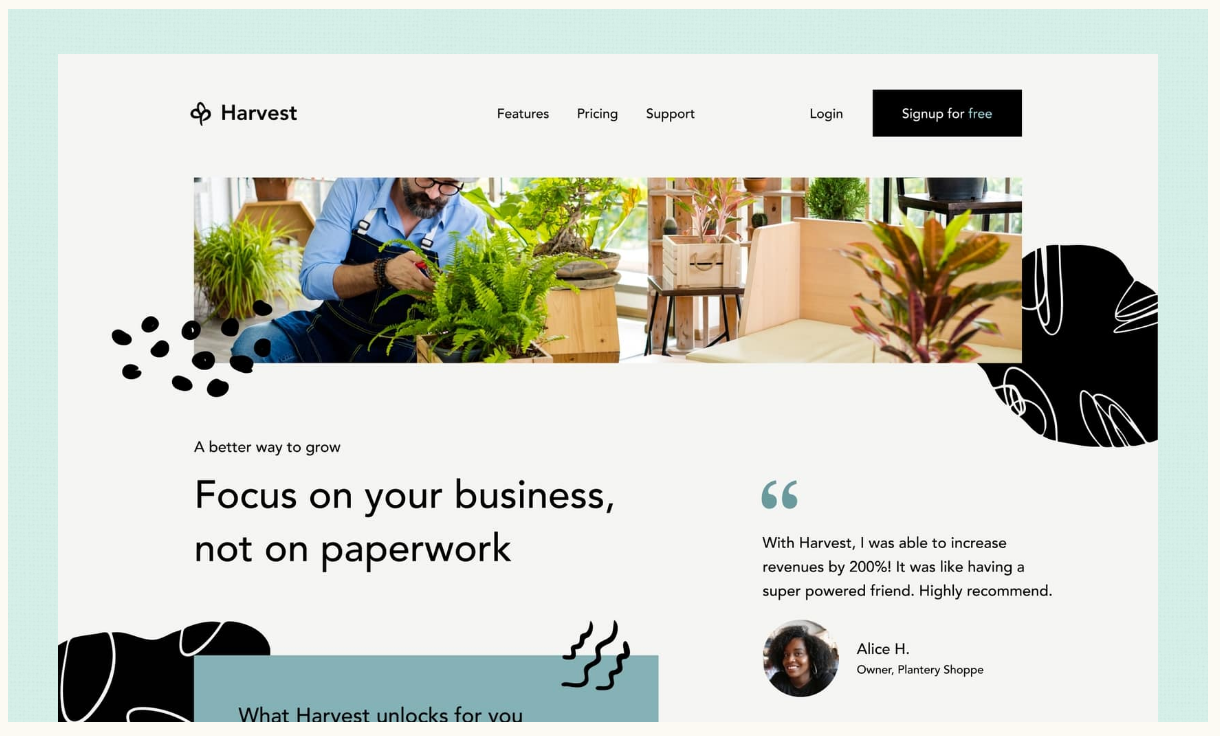 Harvest
Features Pricing Support
Login
Signup for free
A better way to grow
Focus on your business,
not on paperwork
“
With Harvest, I was able to increase
revenues by 200%! It was like having a
super powered friend. Highly recommend.
Alice H.
Owner, Plantery Shoppe
What Harvest unlocks for you